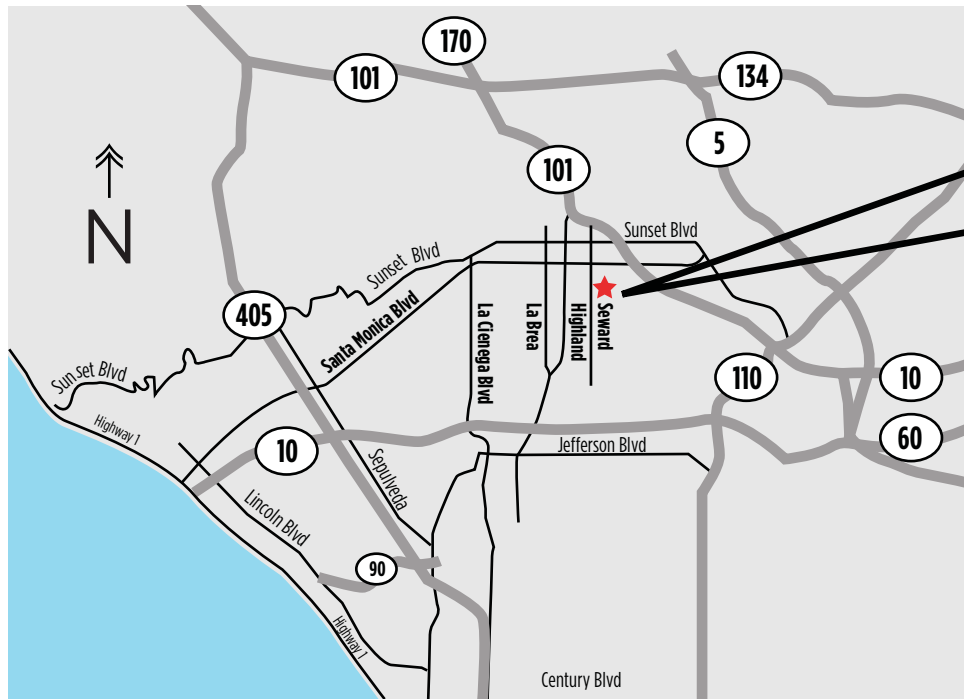 170
101
134
5
101
N
Sunset Blvd
Sunset Blvd
405
Santa Monica Blvd
La Cienega Blvd
La Brea
Highland
Seward
Sunset Blvd
110
10
Highway 1
10
60
Jefferson Blvd
Sepulveda
Lincoln Blvd
90
Highway 1
Century Blvd